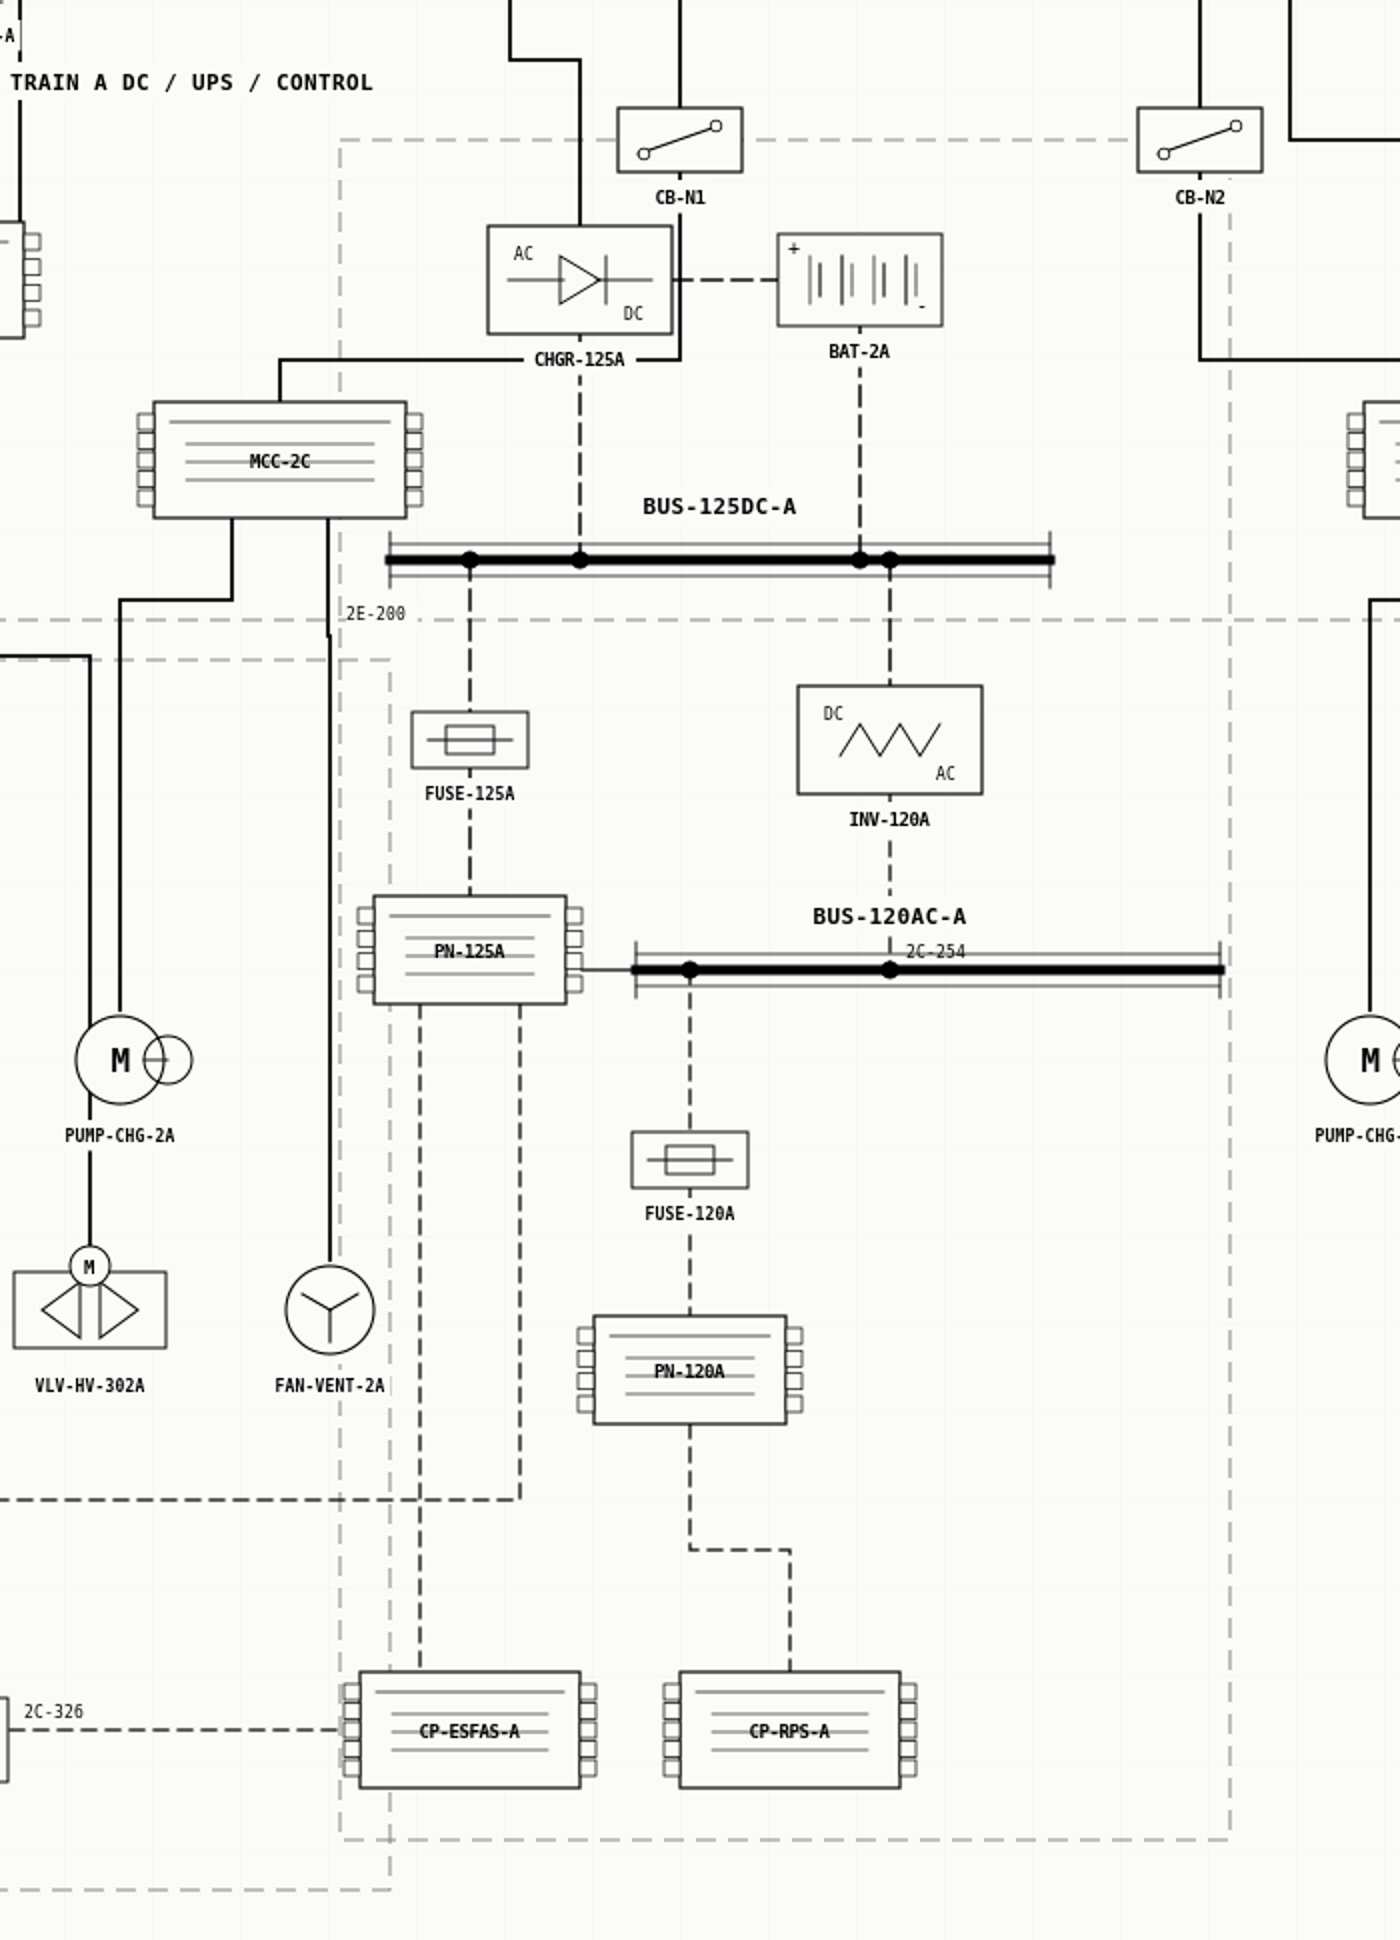 -A
TRAIN A DC / UPS / CONTROL
CB-N1
CB-N2
AC
DC
+
-
CHGR-125A
BAT-2A
MCC-2C
BUS-125DC-A
2E-200
DC
AC
FUSE-125A
INV-120A
BUS-120AC-A
PN-125A
2C-254
M
M
PUMP-CHG-2A
PUMP-CHG-
FUSE-120A
M
PN-120A
VLV-HV-302A
FAN-VENT-2A
2C-326
CP-ESFAS-A
CP-RPS-A